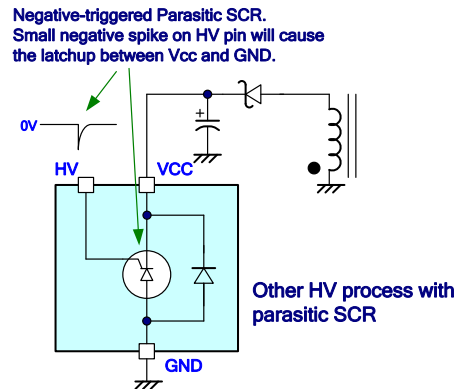 Negative-triggered Parasitic SCR.
Small negative spike on HV pin will cause
the latchup between Vcc and GND.
+
0V
HV
VCC
Other HV process with
parasitic SCR
GND